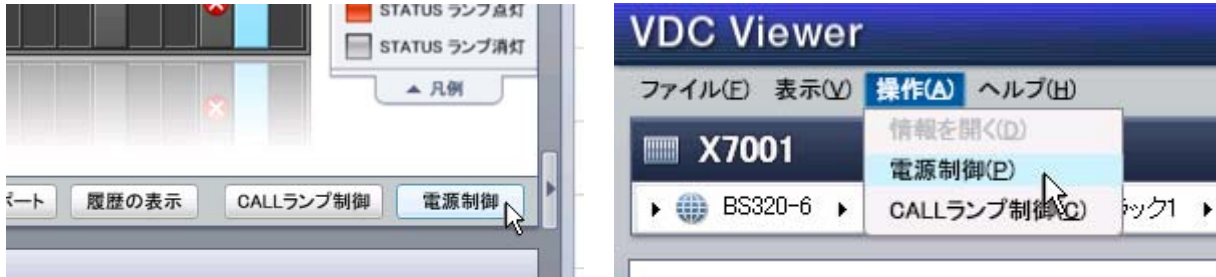 STATUS ランプ点灯
STATUS ランプ消灯
▲ 凡例
ポート
履歴の表示
CALLランプ制御
電源制御
VDC Viewer
ファイル(F) 表示(V) 操作(A) ヘルプ(H)
情報を開く(D)
X7001
電源制御(P)
BS320-6
CALLランプ制御(C)
ラック1